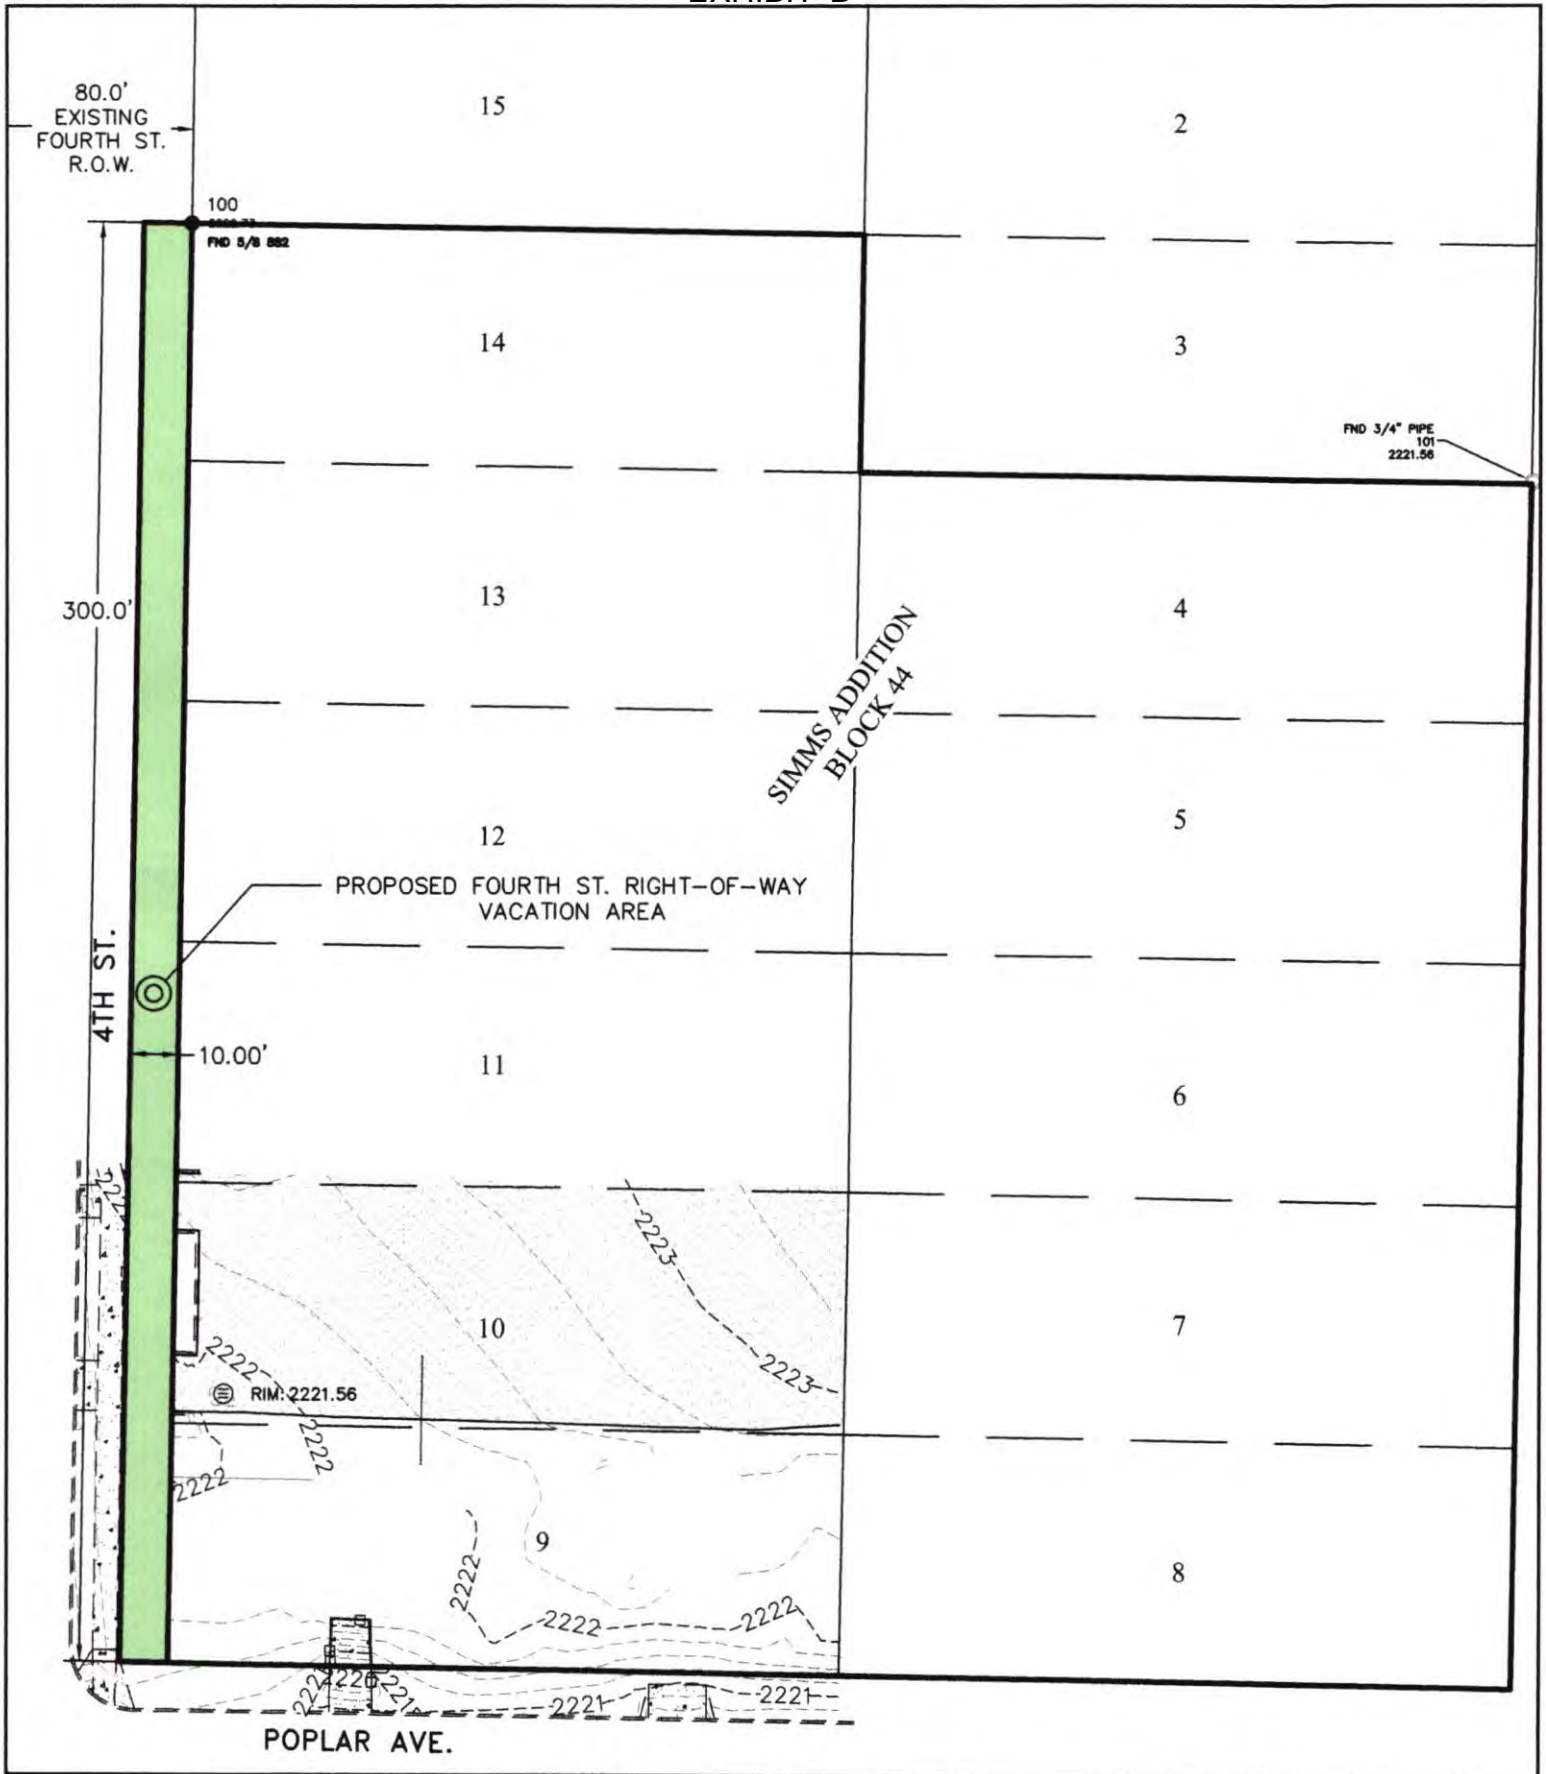 80.0'
EXISTING
FOURTH ST.
R.O.W.
15
2
100
FND 5/8 882
14
3
FND 3/4" PIPE
101
2221.56
300.0'
13
4
SIMMS ADDITION
BLOCK 44
12
5
PROPOSED FOURTH ST. RIGHT-OF-WAY
VACATION AREA
4TH ST.
10.00'
11
6
2223
10
7
2222
2223
RIM: 2221.56
2222
2222
9
8
2222
2222
2222
2221
2221
2221
POPLAR AVE.